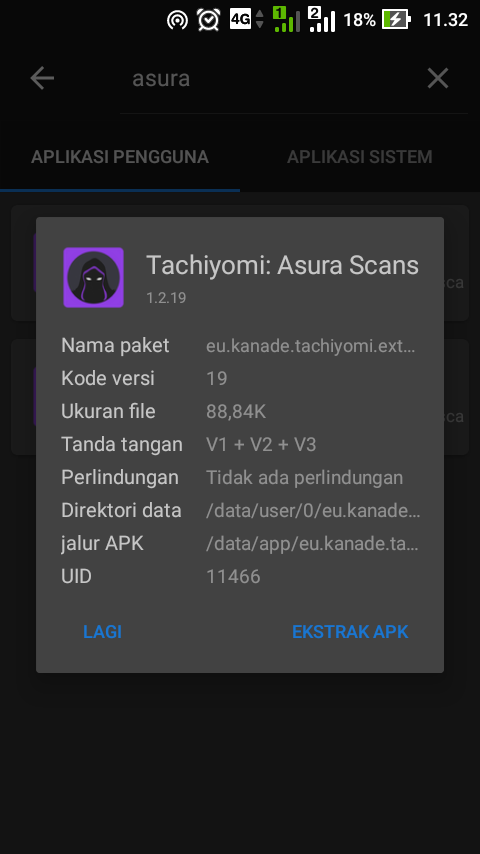 4G 1 2 18% 11.32
asura
APLIKASI PENGGUNA APLIKASI SISTEM
Tachiyomi: Asura Scans
1.2.19
sca
Nama paket eu.kanade.tachiyomi.ext...
Kode versi 19
Ukuran file 88,84K
sca
Tanda tangan V1 + V2 + V3
Perlindungan Tidak ada perlindungan
Direktori data /data/user/0/eu.kanade...
jalur APK /data/app/eu.kanade.ta...
UID 11466
LAGI EKSTRAK APK